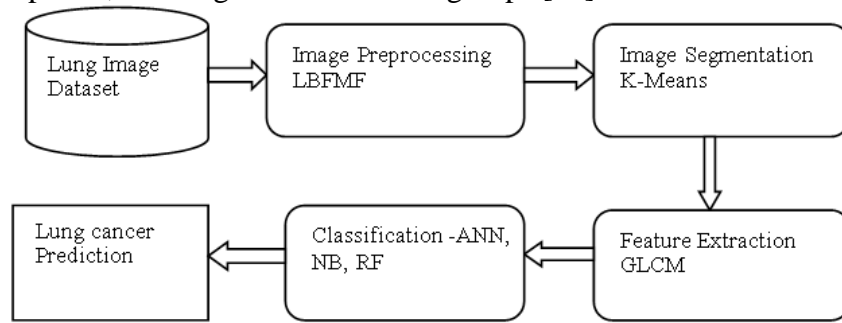 Lung Image
Dataset
Image Preprocessing
LBFMF
Image Segmentation
K-Means
Feature Extraction
GLCM
Classification -ANN,
NB, RF
Lung cancer
Prediction